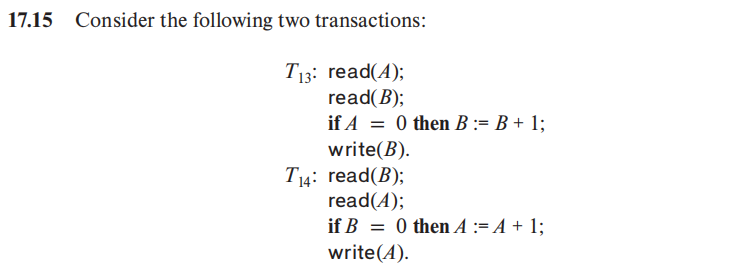 17.15 Consider the following two transactions:
T13: read(A);
read(B);
if A = 0 then B := B + 1;
write(B).
T14: read(B);
read(A);
if B = 0 then A := A + 1;
write(A).